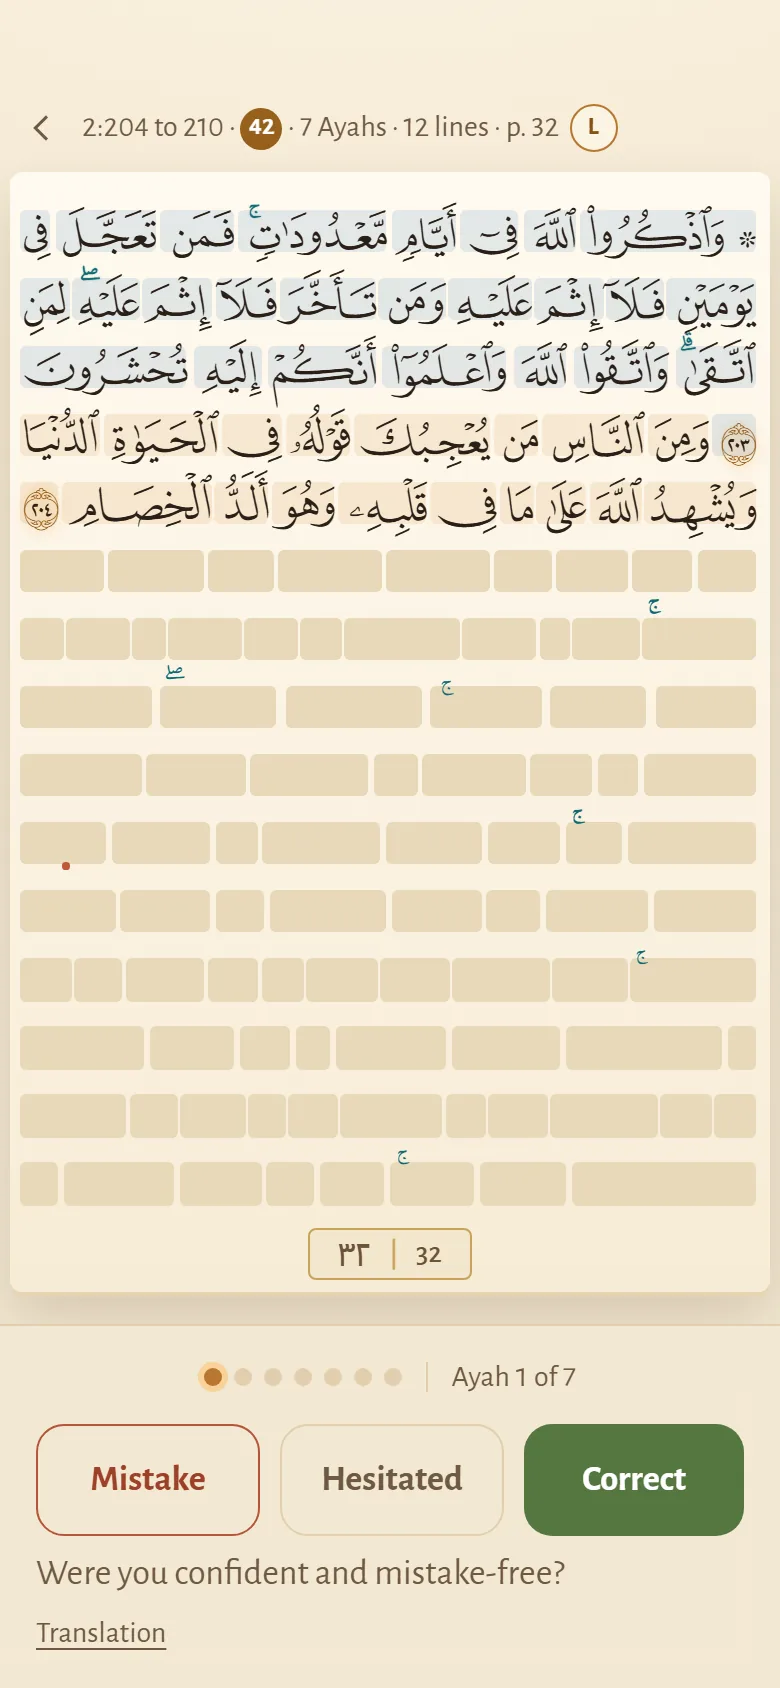 2:204 to 210 · 42 · 7 Ayahs · 12 lines · p. 32 L
۞ وَٱذْكُرُوا۟ ٱللَّهَ فِىٓ أَيَّامٍ مَّعْدُودَٰتٍ ۚ فَمَن تَعَجَّلَ فِى
يَوْمَيْنِ فَلَآ إِثْمَ عَلَيْهِ وَمَن تَأَخَّرَ فَلَآ إِثْمَ عَلَيْهِ ۖ لِمَنِ
ٱتَّقَىٰ ۗ وَٱتَّقُوا۟ ٱللَّهَ وَٱعْلَمُوٓا۟ أَنَّكُمْ إِلَيْهِ تُحْشَرُونَ
٢٠٣ وَمِنَ ٱلنَّاسِ مَن يُعْجِبُكَ قَوْلُهُۥ فِى ٱلْحَيَوٰةِ ٱلدُّنْيَا
وَيُشْهِدُ ٱللَّهَ عَلَىٰ مَا فِى قَلْبِهِۦ وَهُوَ أَلَدُّ ٱلْخِصَامِ ٢٠٤
ج
صلے ج
ج
ج
ج
٣٢ | 32
Ayah 1 of 7
Mistake Hesitated Correct
Were you confident and mistake-free?
Translation